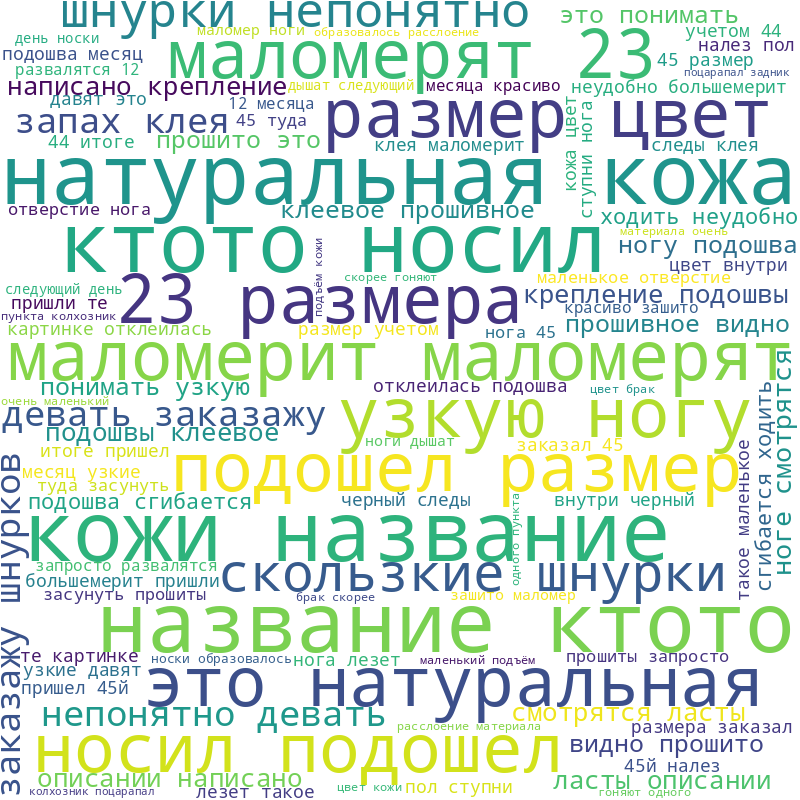 шнурки непонятно
это понимать
день носки
маломер ноги
образовалось расслоение
учетом 44
подошва месяц
маломерят 23
45 размер
налез пол
развалятся 12
поцарапал задник
написано крепление
дышат следующий
месяца красиво
неудобно большемерит
давят это
12 месяца
размер цвет
запах клея
45 туда
кожа цвет
ступни нога
44 итоге
прошито это
клея маломерит
следы клея
натуральная кожа
отверстие нога
клеевое прошивное
ходить неудобно
материала очень
ктото носил
ногу подошва
подъём кожи
цвет внутри
скорее гоняют
маленькое отверстие
следующий день
23 размера
крепление подошвы
пришли те
красиво зашито
пункта колхозник
картинке отклеилась
размер учетом
нога 45
прошивное видно
маломерит маломерят
ноге смотрятся
понимать узкую
отклеилась подошва
цвет брак
сгибается ходить
очень маленький
девать заказажу
узкую ногу
подошвы клеевое
ноги дышат
заказал 45
итоге пришел
такое маленькое
месяц узкие
подошел размер
туда засунуть
заказажу шнурков
подошва сгибается
черный следы
одного пункта
внутри черный
кожи название
запросто развалятся
большемерит пришли
скользкие шнурки
засунуть прошиты
брак скорее
зашито маломер
название ктото
те картинке
носки образовалось
нога лезет
маленький подъём
прошиты запросто
узкие давят
пришел 45й
это натуральная
непонятно девать
смотрятся ласты
расслоение материала
размера заказал
носил подошел
видно прошито
45й налез
описании написано
ласты описании
колхозник поцарапал
лезет такое
цвет кожи
пол ступни
гоняют одного